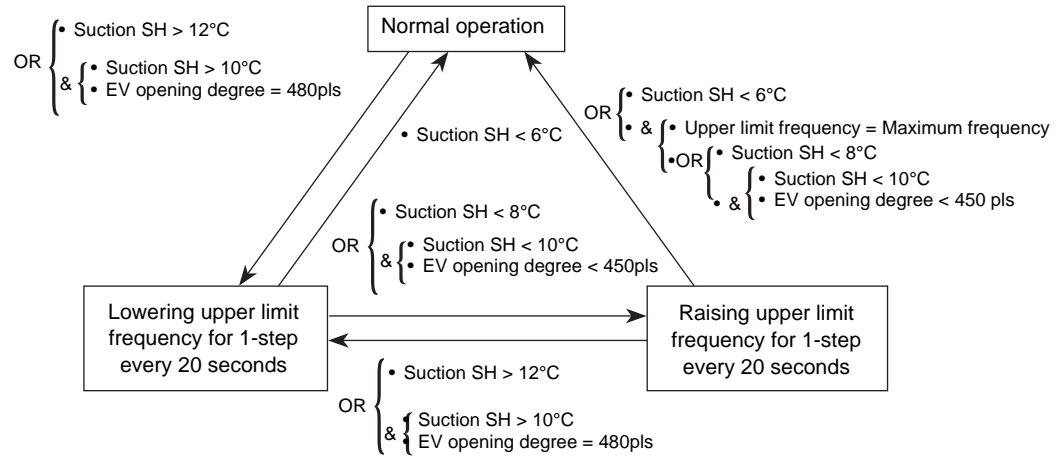 Normal operation
• Suction SH > 12°C
OR
& • Suction SH > 10°C
• EV opening degree = 480pls
• Suction SH < 6°C
OR • Suction SH < 6°C
• & • Upper limit frequency = Maximum frequency
•OR • Suction SH < 8°C
• Suction SH < 10°C
• & • EV opening degree < 450 pls
• Suction SH < 8°C
OR
& • Suction SH < 10°C
• EV opening degree < 450pls
Lowering upper limit
frequency for 1-step
every 20 seconds
Raising upper limit
frequency for 1-step
every 20 seconds
• Suction SH > 12°C
OR
& • Suction SH > 10°C
• EV opening degree = 480pls